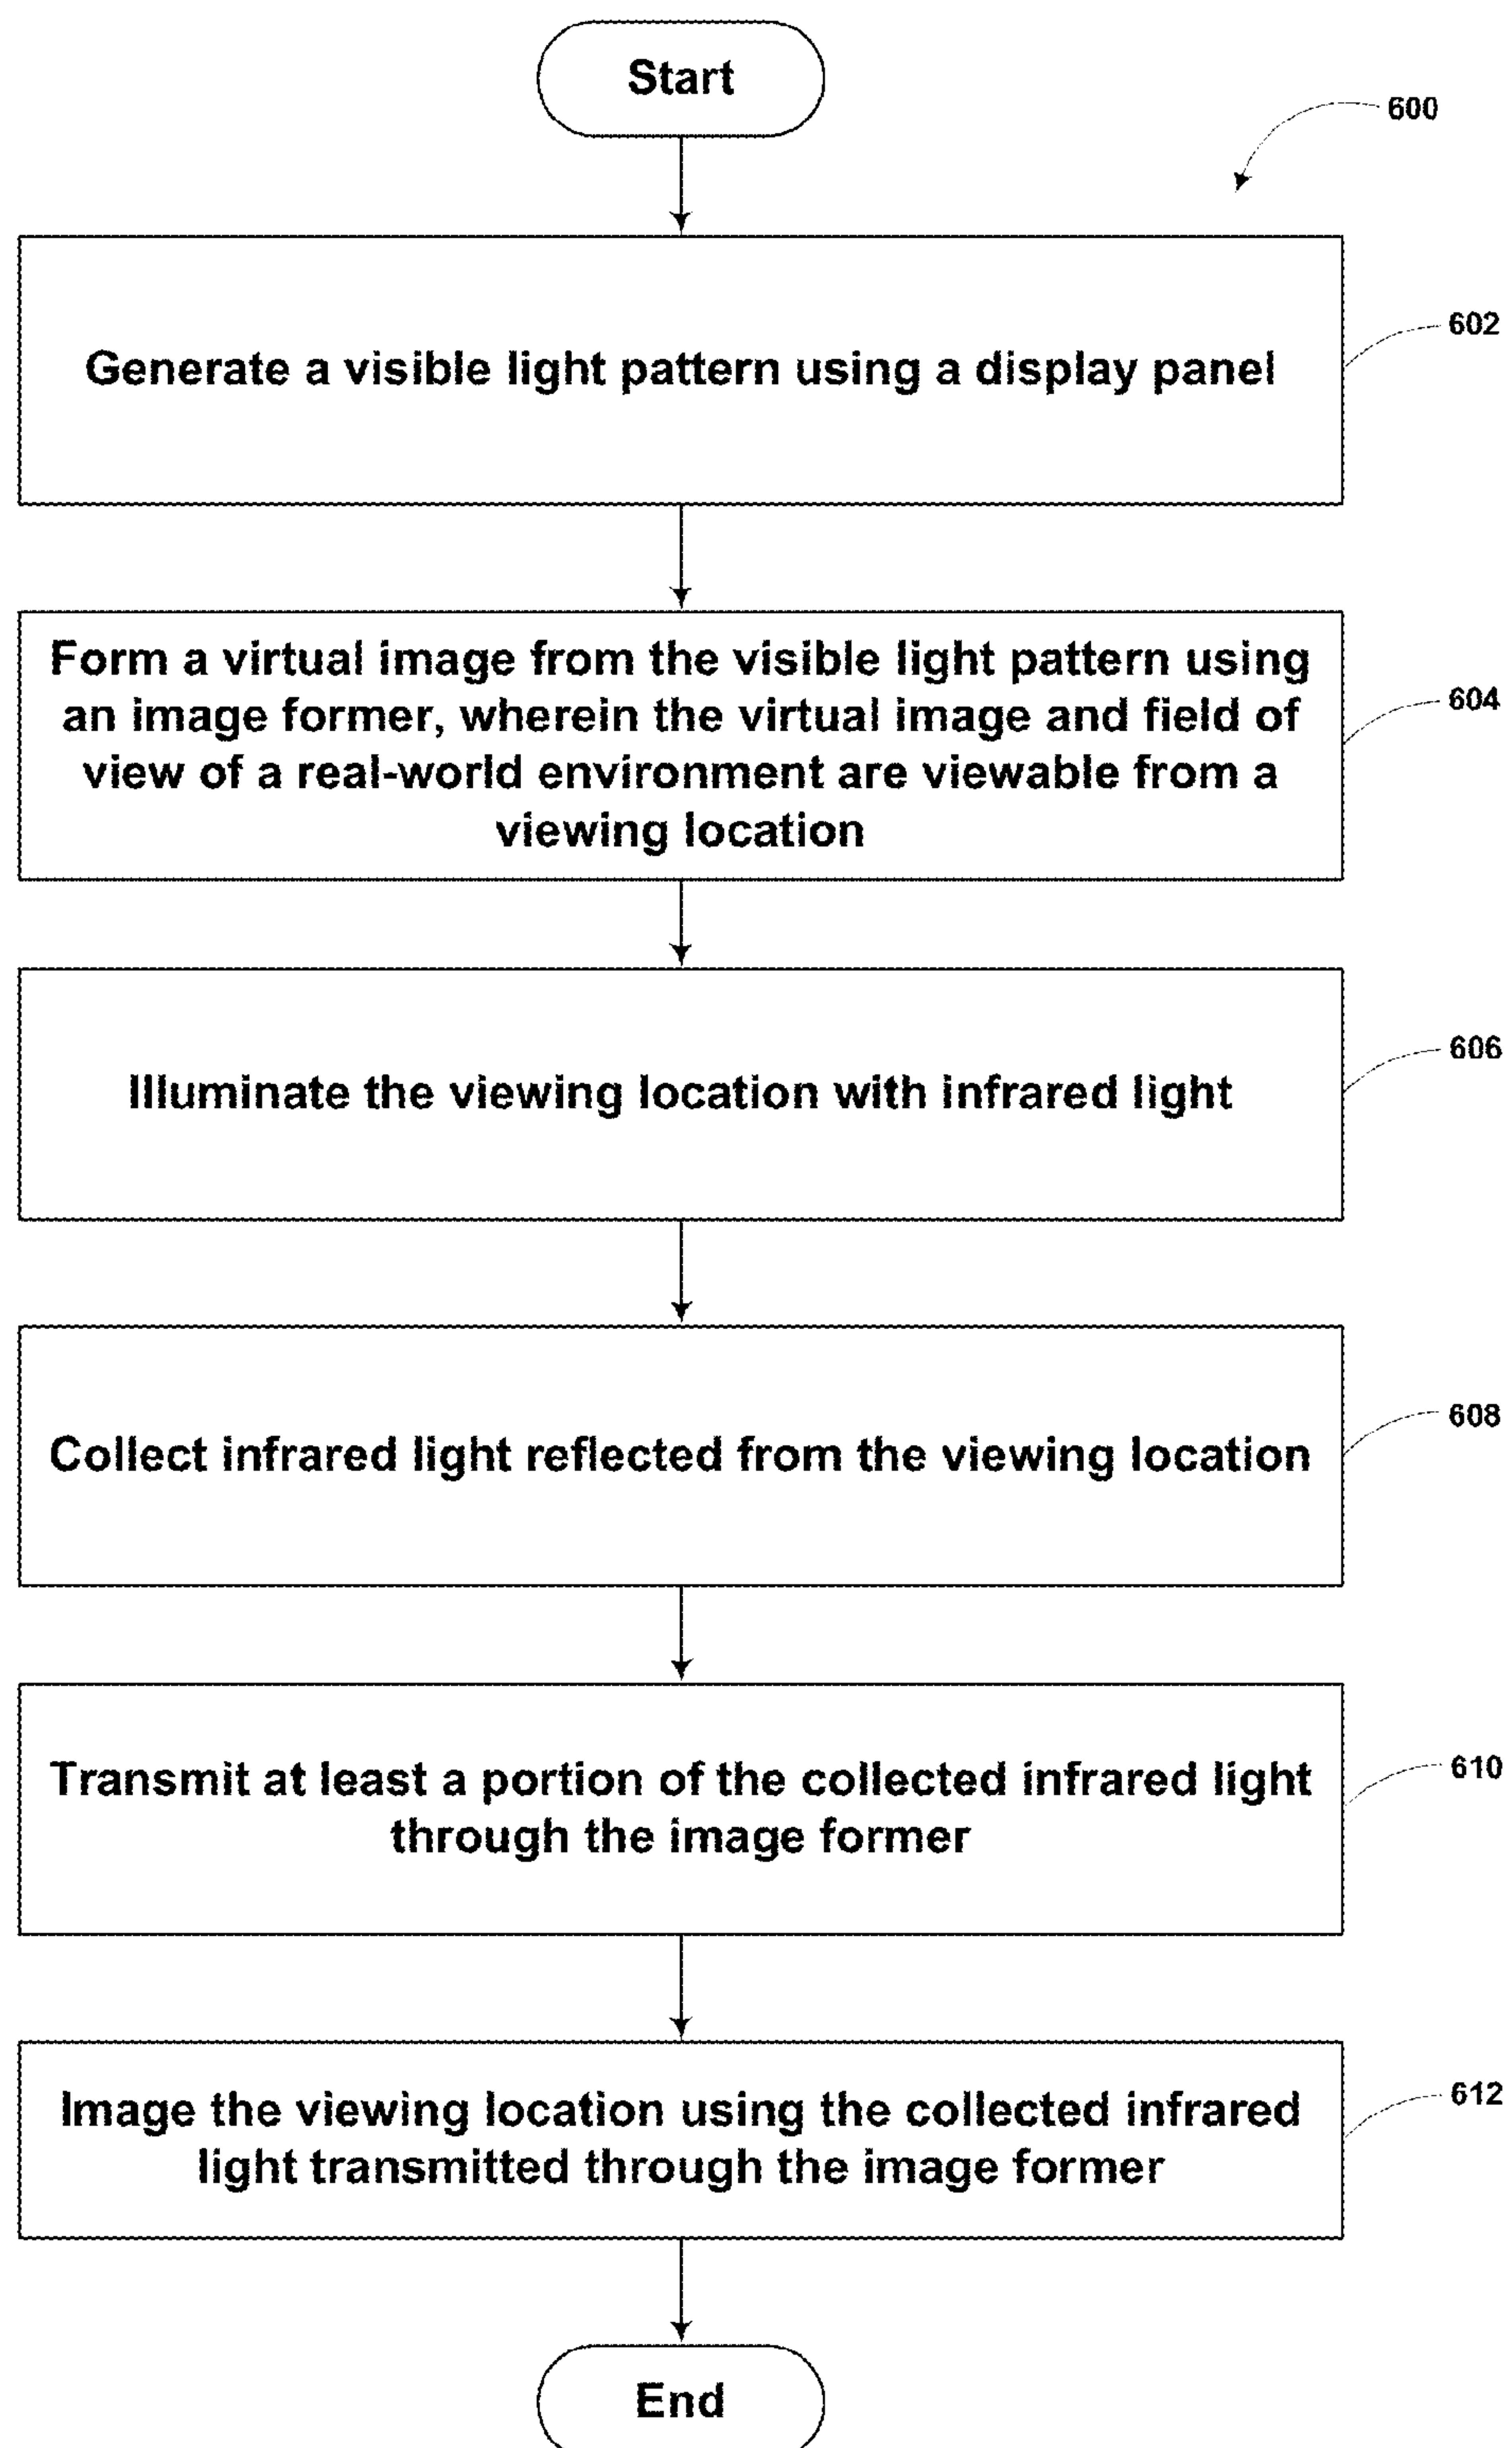 Start
600
Generate a visible light pattern using a display panel
602
Form a virtual image from the visible light pattern using
an image former, wherein the virtual image and field of
view of a real-world environment are viewable from a
viewing location
604
Illuminate the viewing location with infrared light
606
Collect infrared light reflected from the viewing location
608
Transmit at least a portion of the collected infrared light
through the image former
610
Image the viewing location using the collected infrared
light transmitted through the image former
612
End